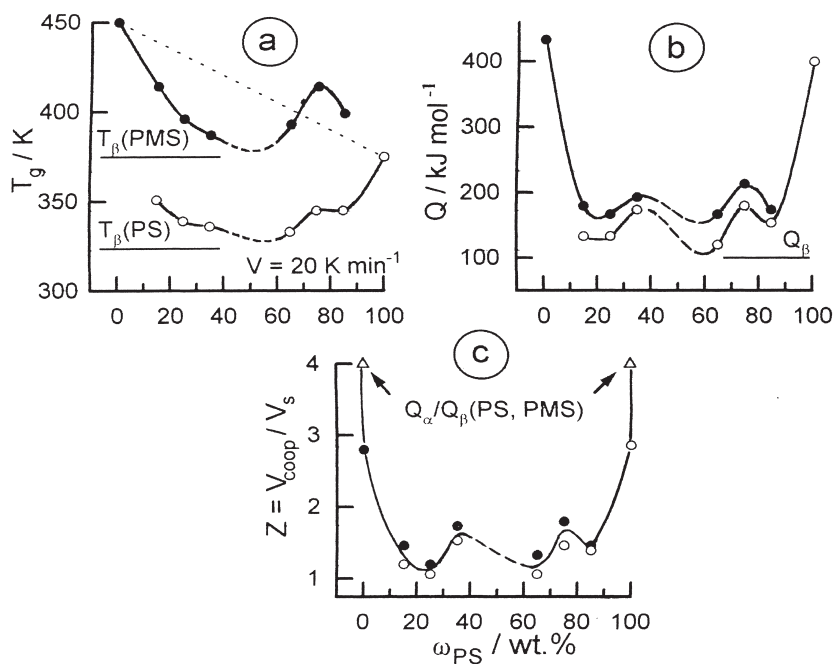 a
b
450
400
350
300
T_g / K
T_β(PMS)
T_β(PS)
V = 20 K min⁻¹
0 20 40 60 80 100
400
300
200
100
Q / kJ mol⁻¹
Q_β
0 20 40 60 80 100
c
4
3
2
1
Z = V_coop / V_s
Q_α/Q_β(PS, PMS)
0 20 40 60 80 100
ω_PS / wt.%